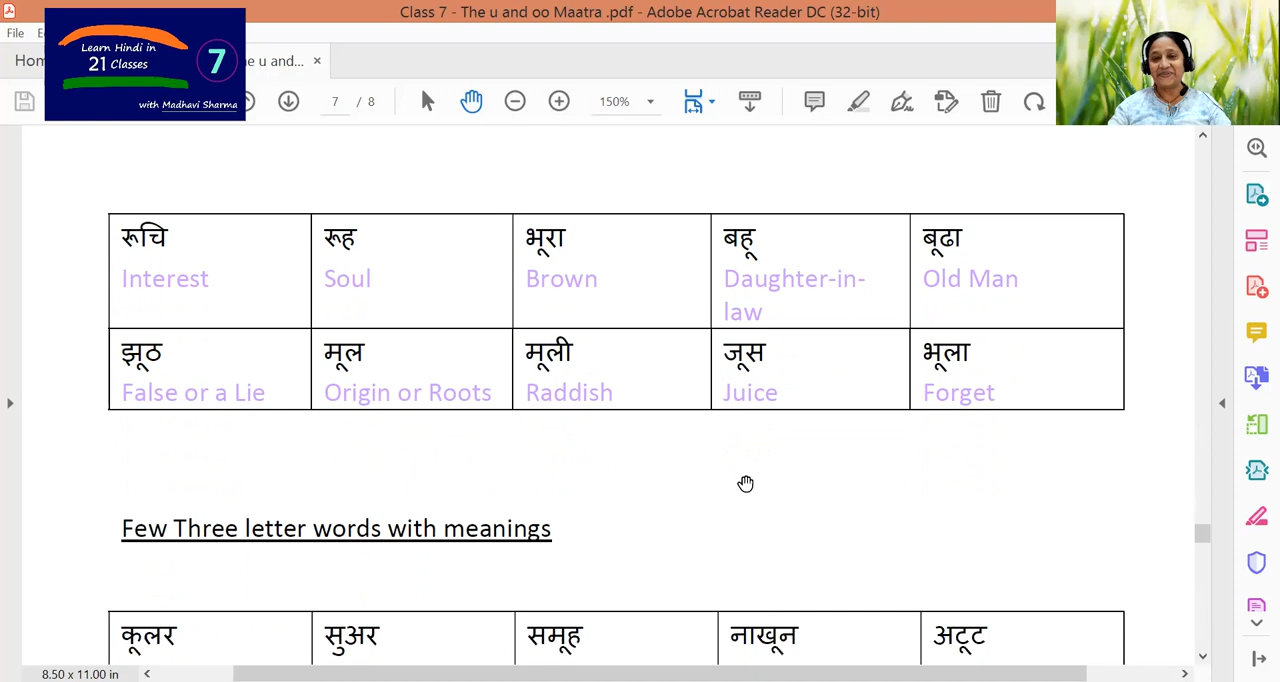 Class 7 - The u and oo Maatra .pdf - Adobe Acrobat Reader DC (32-bit)
File
Learn Hindi in
21 Classes
7
with Madhavi Sharma
he u and... ×
7 / 8
150%
रूचि रूह भूरा बहू बूढा
Interest Soul Brown Daughter-in-
law Old Man
झूठ मूल मूली जूस भूला
False or a Lie Origin or Roots Raddish Juice Forget
Few Three letter words with meanings
कूलर सुअर समूह नाखून अटूट
8.50 x 11.00 in